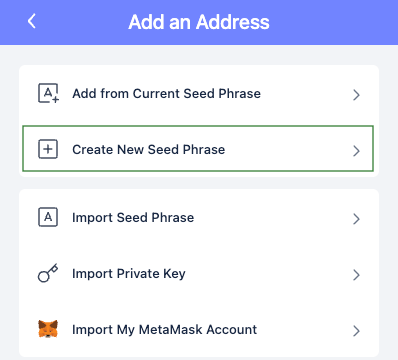 Add an Address
Add from Current Seed Phrase
Create New Seed Phrase
Import Seed Phrase
Import Private Key
Import My MetaMask Account